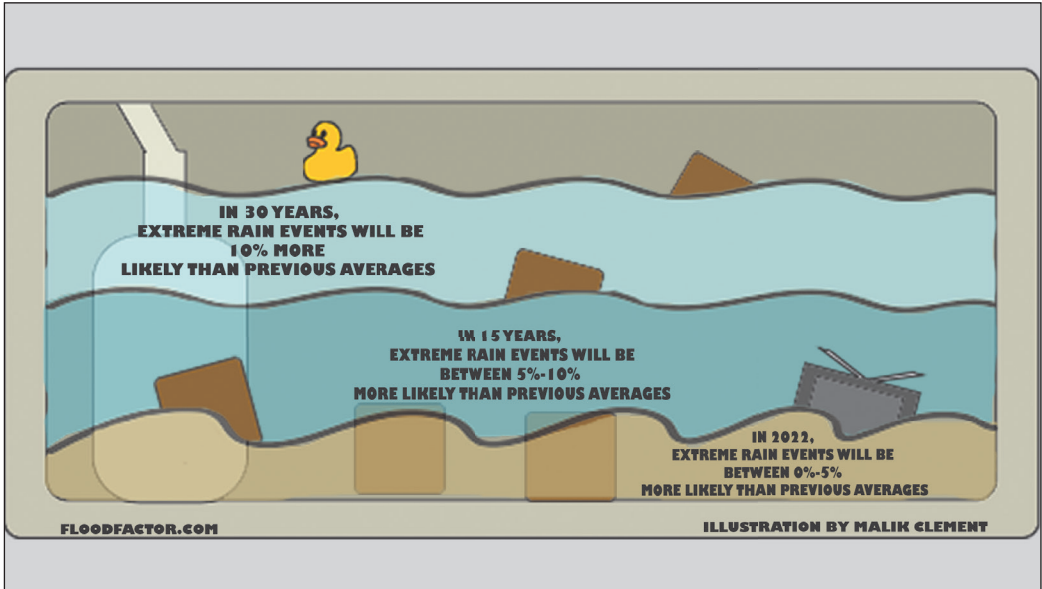 IN 30 YEARS,
EXTREME RAIN EVENTS WILL BE
10% MORE
LIKELY THAN PREVIOUS AVERAGES
IN 15 YEARS,
EXTREME RAIN EVENTS WILL BE
BETWEEN 5%-10%
MORE LIKELY THAN PREVIOUS AVERAGES
IN 2022,
EXTREME RAIN EVENTS WILL BE
BETWEEN 0%-5%
MORE LIKELY THAN PREVIOUS AVERAGES
FLOODFACTOR.COM
ILLUSTRATION BY MALIK CLEMENT